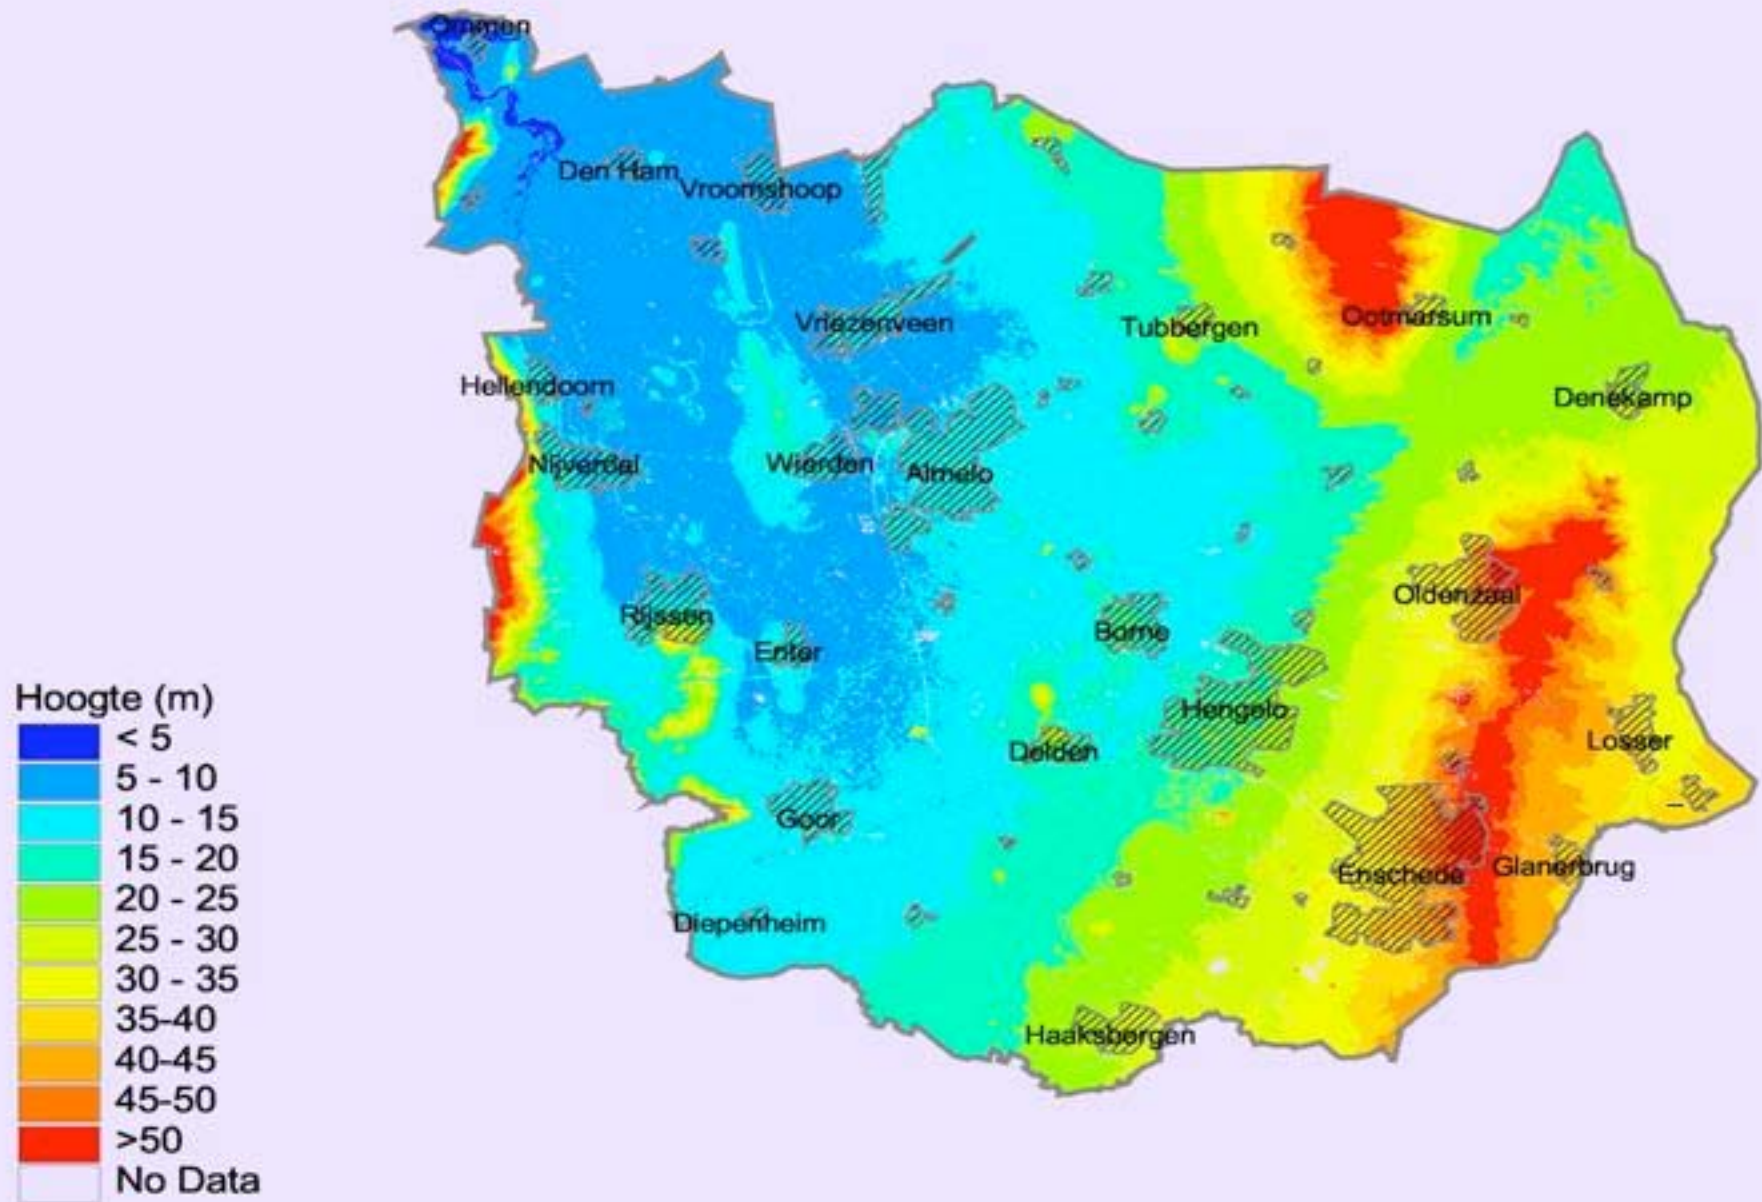 Ommen
Den Ham
Vroomshoop
Vriezenveen
Tubbergen
Ootmarsum
Hellendoorn
Denekamp
Nijverdal
Wierden
Almelo
Oldenzaal
Rijssen
Borne
Enter
Hengelo
Losser
Delden
Goor
Enschede
Glanerbrug
Diepenheim
Haaksbergen
Hoogte (m)
< 5
5 - 10
10 - 15
15 - 20
20 - 25
25 - 30
30 - 35
35-40
40-45
45-50
>50
No Data